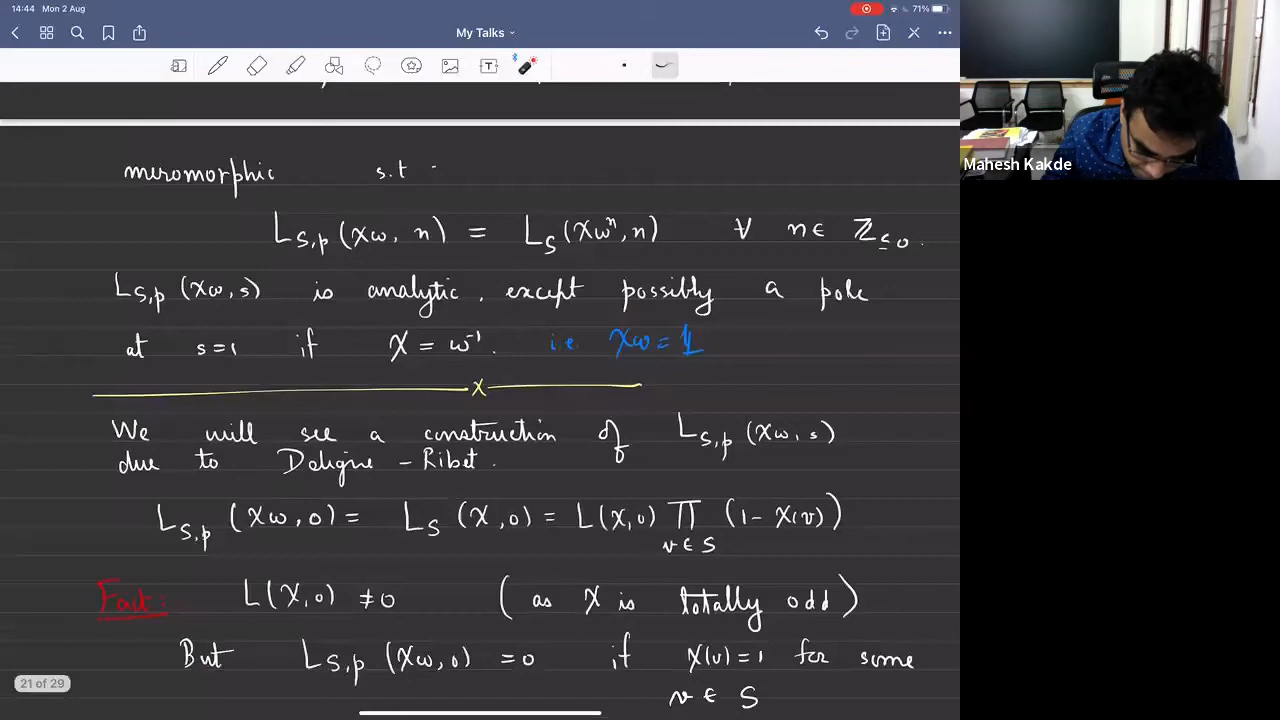 14:44 Mon 2 Aug
71%
My Talks
meromorphic s.t
L_{S,p}(χω, n) = L_S(χωⁿ, n) ∀ n ∈ ℤ_{≤0}.
L_{S,p}(χω, s) is analytic, except possibly a pole
at s=1 if χ = ω⁻¹. i.e. χω = 1
X
We will see a construction of L_{S,p}(χω, s)
due to Deligne - Ribet.
L_{S,p}(χω, 0) = L_S(χ, 0) = L(χ, 0) ∏_{v ∈ S} (1 - χ(v))
Fact: L(χ, 0) ≠ 0 (as χ is totally odd)
But L_{S,p}(χω, 0) = 0 if χ(v) = 1 for some
v ∈ S
21 of 29
Mahesh Kakde